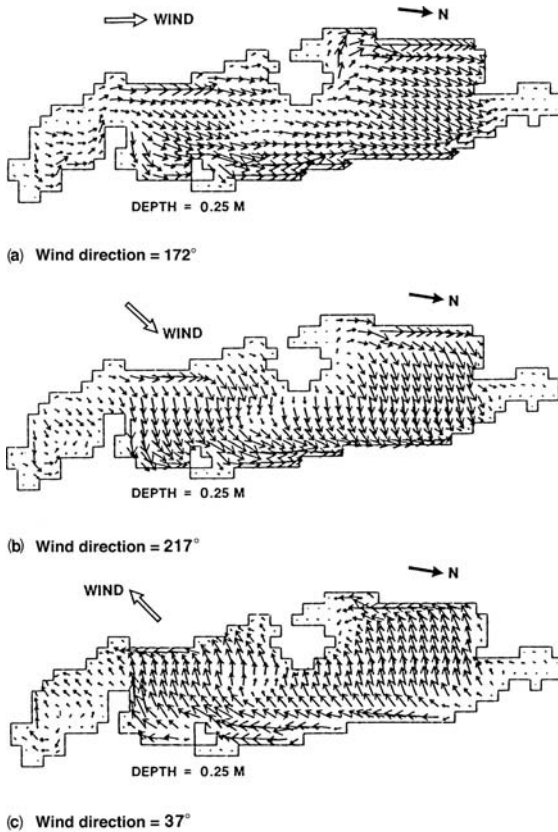 WIND
N
DEPTH = 0.25 M
(a) Wind direction = 172°
N
WIND
DEPTH = 0.25 M
(b) Wind direction = 217°
WIND
N
DEPTH = 0.25 M
(c) Wind direction = 37°